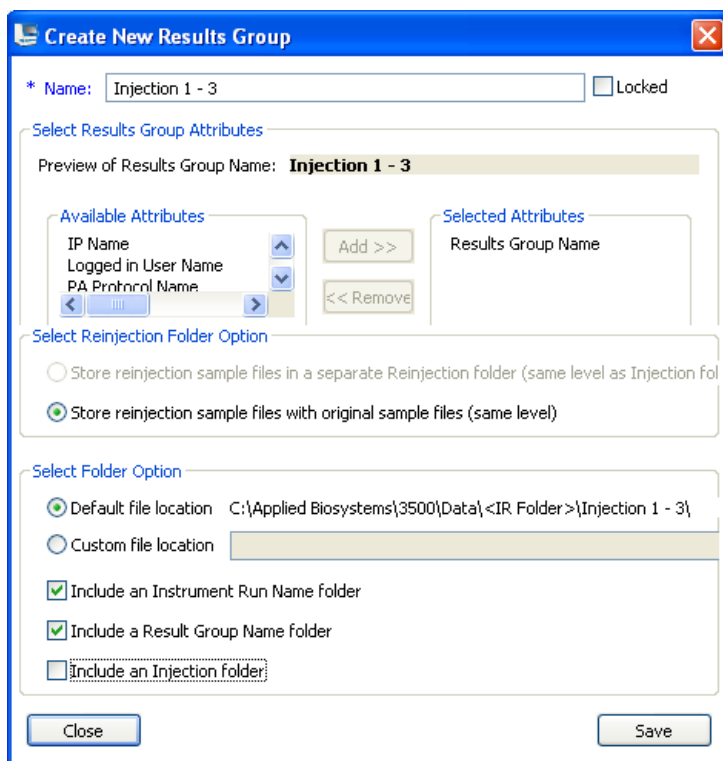 Create New Results Group
* Name: Injection 1 - 3 Locked
Select Results Group Attributes
Preview of Results Group Name: Injection 1 - 3
Available Attributes Selected Attributes
IP Name Add >> Results Group Name
Logged in User Name
PA Protocol Name << Remove
Select Reinjection Folder Option
Store reinjection sample files in a separate Reinjection folder (same level as Injection fol
Store reinjection sample files with original sample files (same level)
Select Folder Option
Default file location C:\Applied Biosystems\3500\Data\<IR Folder>\Injection 1 - 3\
Custom file location
Include an Instrument Run Name folder
Include a Result Group Name folder
Include an Injection folder
Close Save